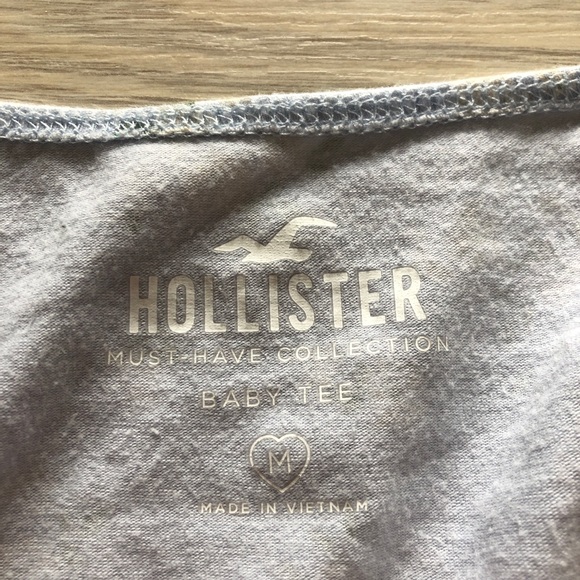 HOLLISTER
MUST-HAVE COLLECTION
BABY TEE
M
MADE IN VIETNAM